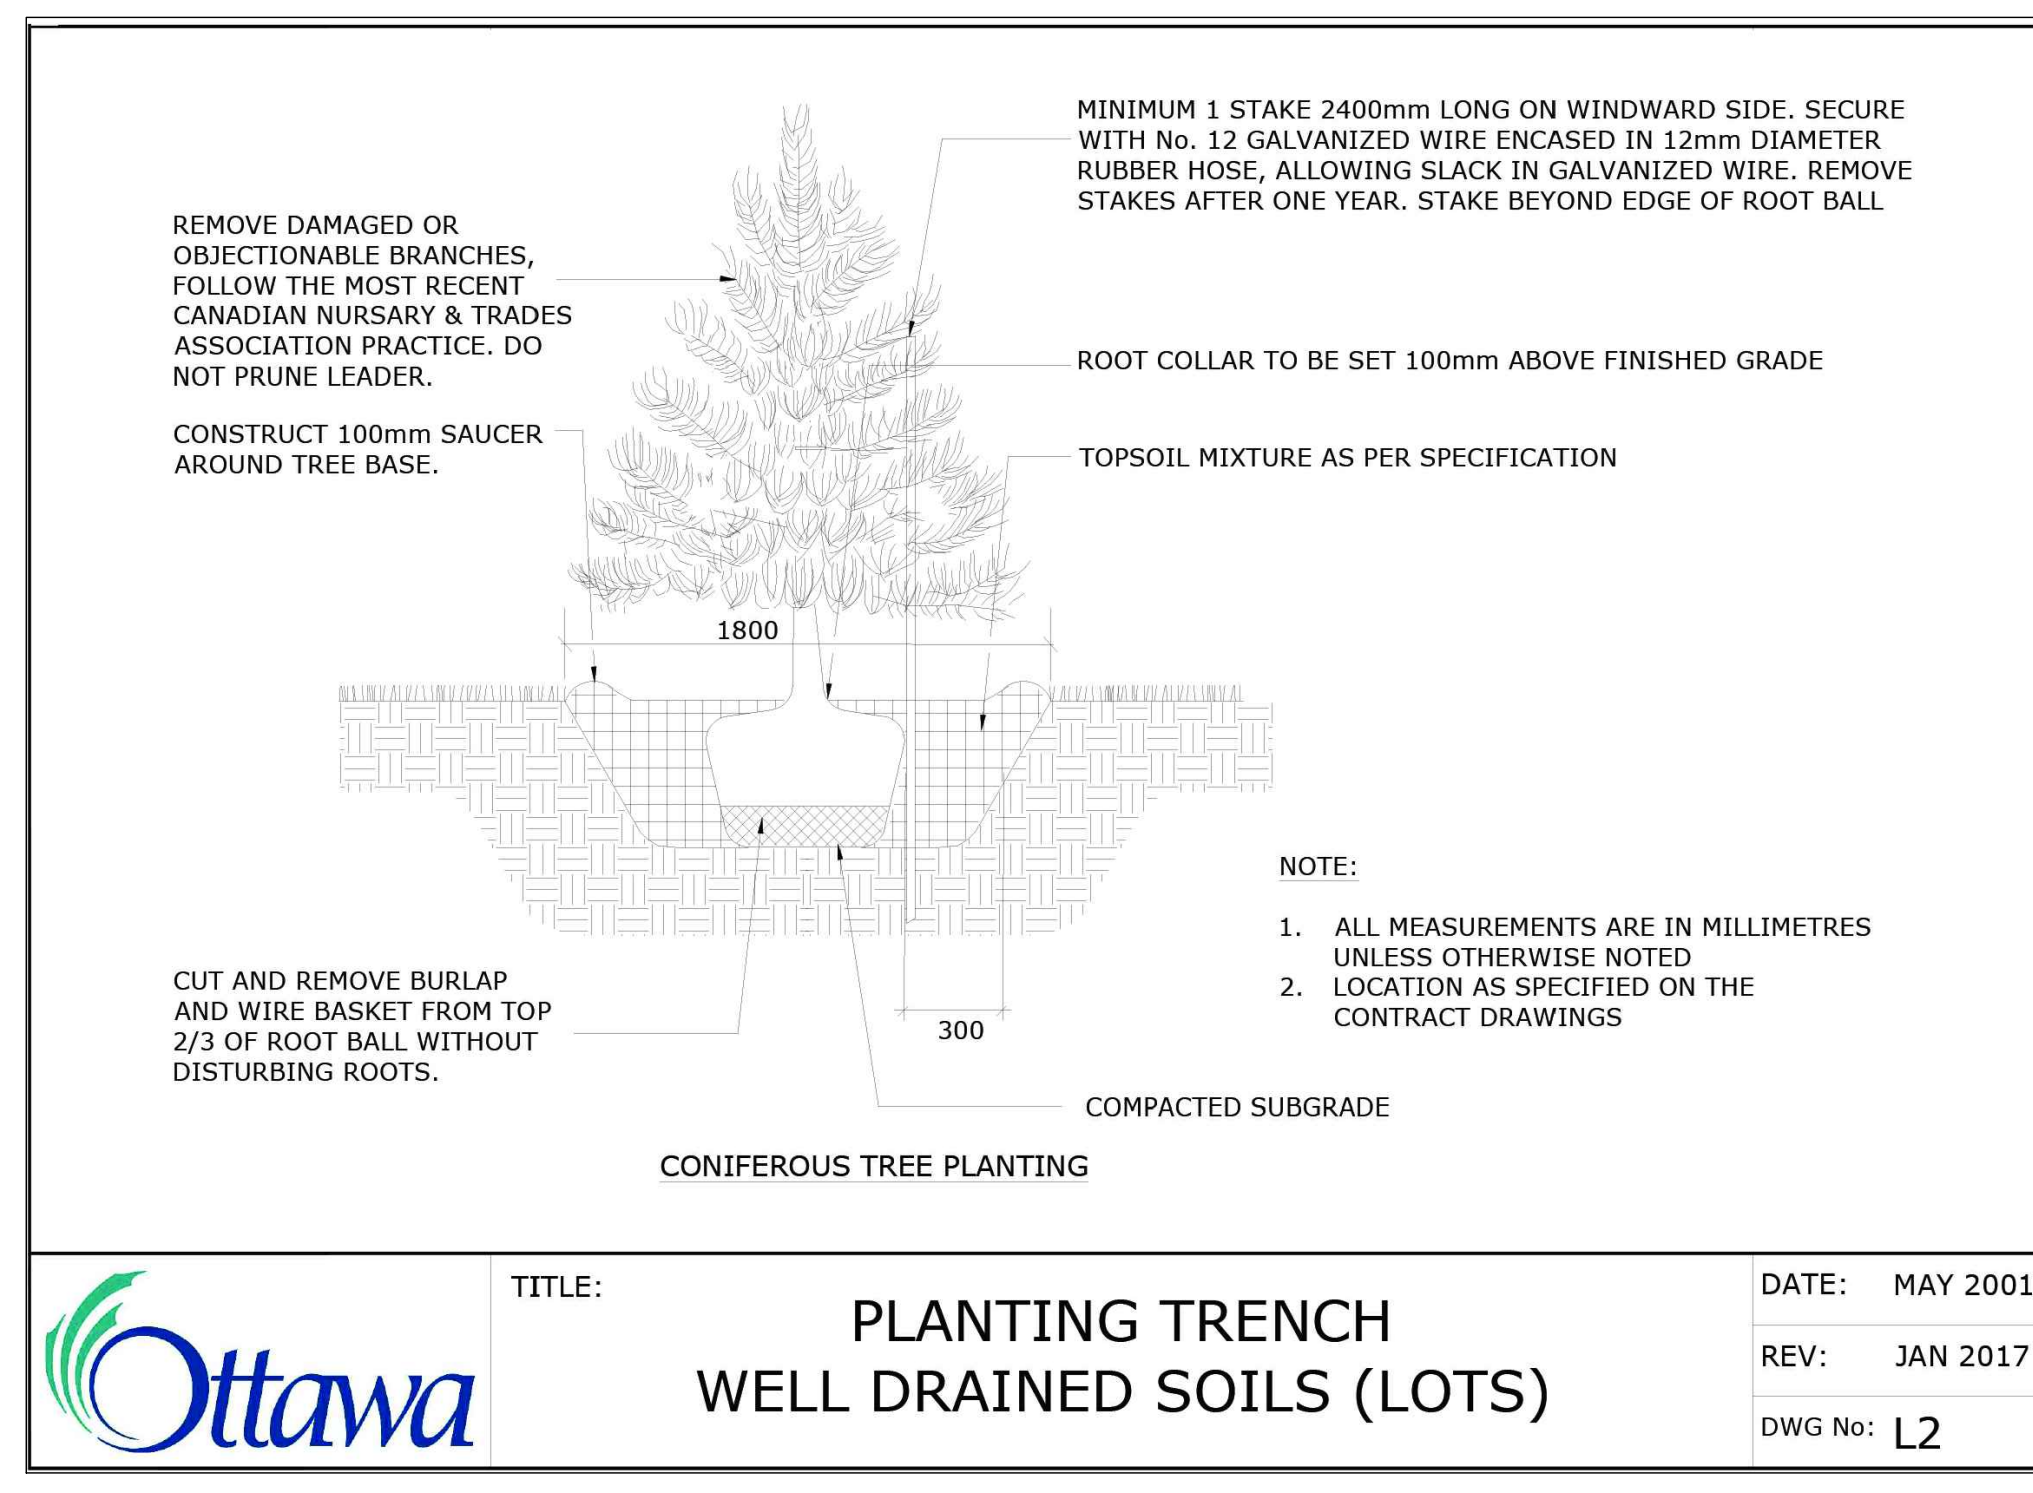 MINIMUM 1 STAKE 2400mm LONG ON WINDWARD SIDE. SECURE
WITH No. 12 GALVANIZED WIRE ENCASED IN 12mm DIAMETER
RUBBER HOSE, ALLOWING SLACK IN GALVANIZED WIRE. REMOVE
STAKES AFTER ONE YEAR. STAKE BEYOND EDGE OF ROOT BALL
REMOVE DAMAGED OR
OBJECTIONABLE BRANCHES,
FOLLOW THE MOST RECENT
CANADIAN NURSARY & TRADES
ASSOCIATION PRACTICE. DO
NOT PRUNE LEADER.
ROOT COLLAR TO BE SET 100mm ABOVE FINISHED GRADE
CONSTRUCT 100mm SAUCER
AROUND TREE BASE.
TOPSOIL MIXTURE AS PER SPECIFICATION
1800
NOTE:
1. ALL MEASUREMENTS ARE IN MILLIMETRES
UNLESS OTHERWISE NOTED
2. LOCATION AS SPECIFIED ON THE
CONTRACT DRAWINGS
CUT AND REMOVE BURLAP
AND WIRE BASKET FROM TOP
2/3 OF ROOT BALL WITHOUT
DISTURBING ROOTS.
300
COMPACTED SUBGRADE
CONIFEROUS TREE PLANTING
Ottawa
TITLE:
PLANTING TRENCH
WELL DRAINED SOILS (LOTS)
DATE: MAY 2001
REV: JAN 2017
DWG No: L2